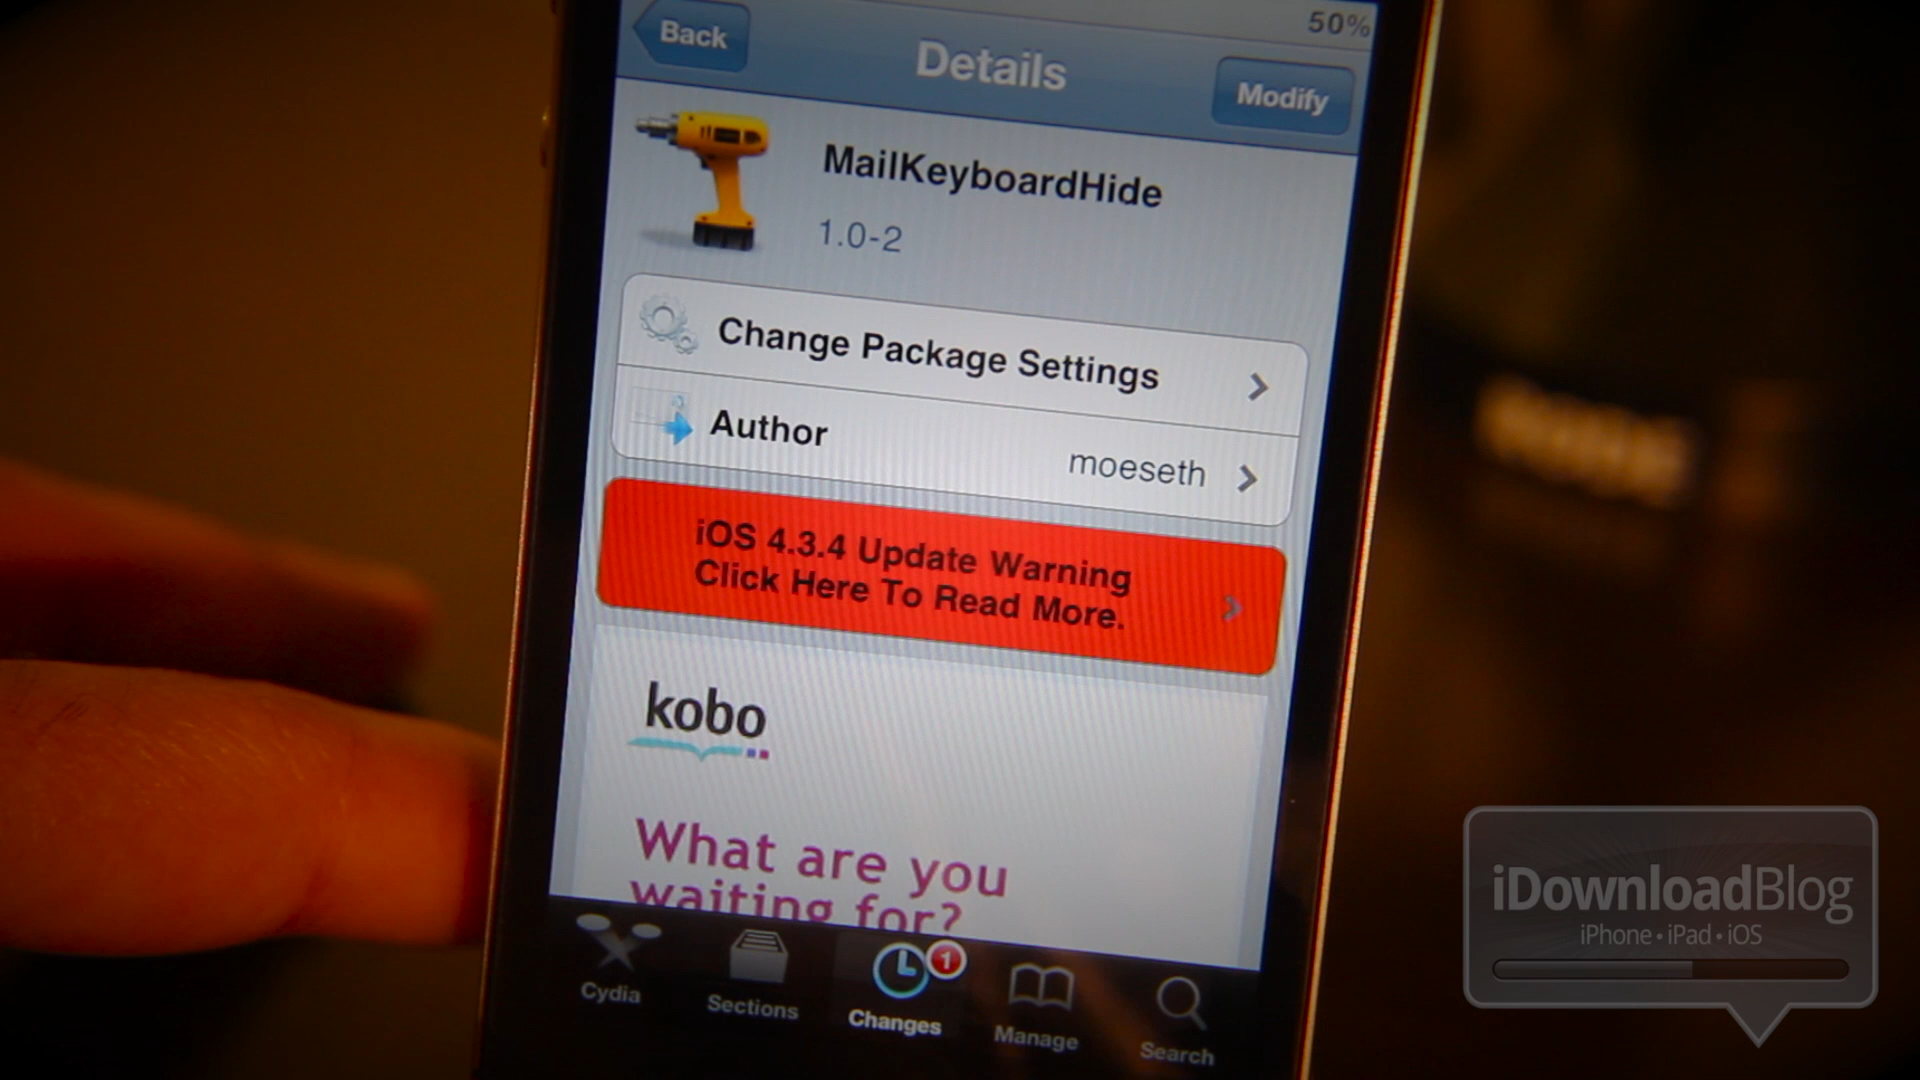 50%
Back
Details
Modify
MailKeyboardHide
1.0-2
Change Package Settings
Author
moeseth
iOS 4.3.4 Update Warning
Click Here To Read More.
kobo
What are you
waiting for?
1
Cydia
Sections
Changes
Manage
Search
iDownloadBlog
iPhone • iPad • iOS